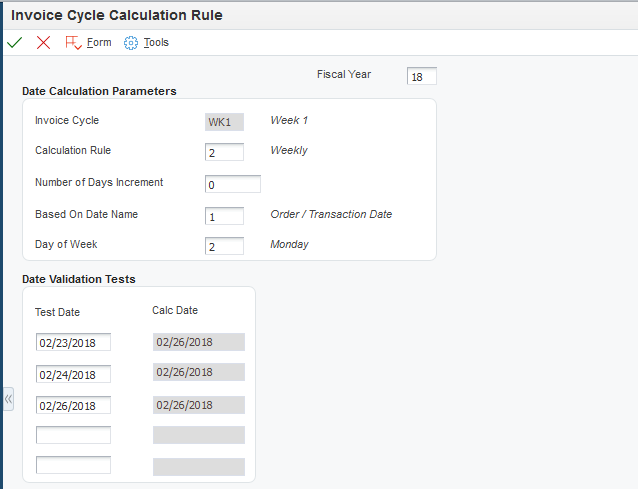 Invoice Cycle Calculation Rule
Form Tools
Fiscal Year 18
Date Calculation Parameters
Invoice Cycle WK1 Week 1
Calculation Rule 2 Weekly
Number of Days Increment 0
Based On Date Name 1 Order / Transaction Date
Day of Week 2 Monday
Date Validation Tests
Test Date Calc Date
02/23/2018 02/26/2018
02/24/2018 02/26/2018
02/26/2018 02/26/2018